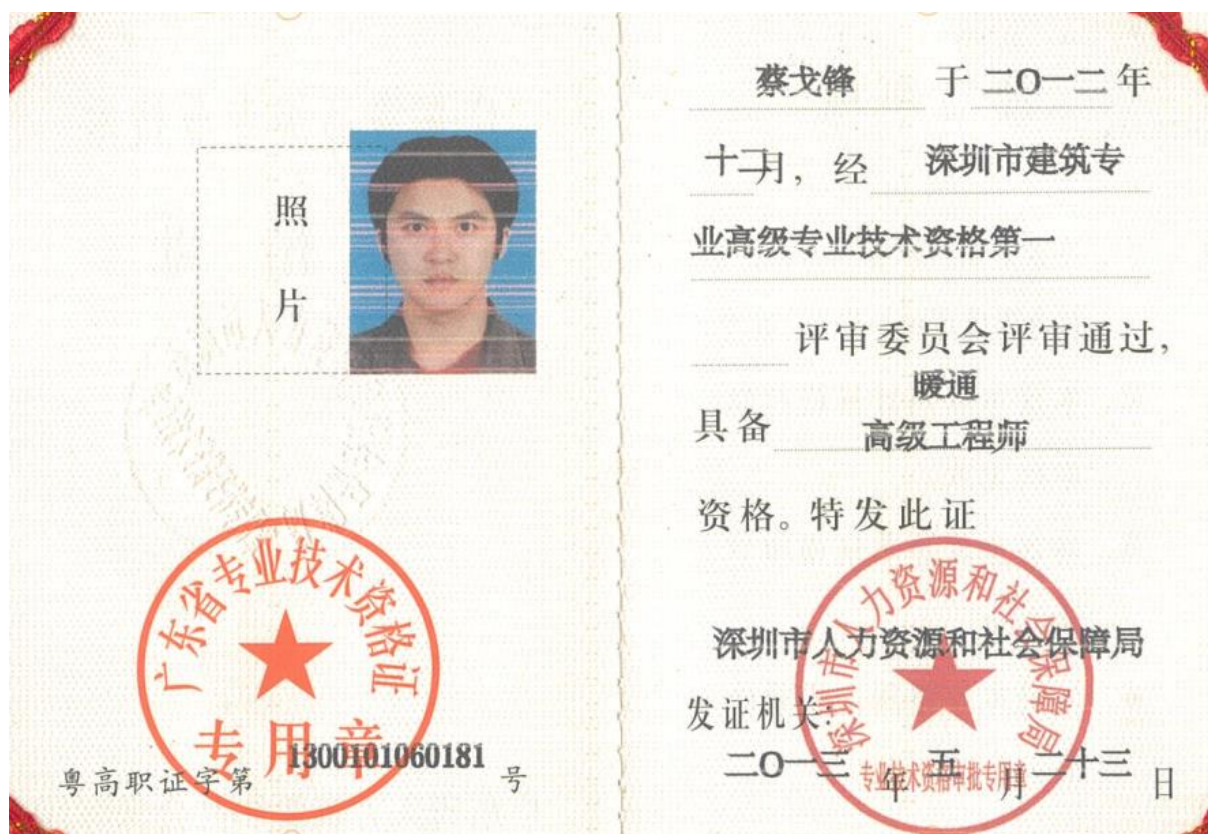 照
片
广东省专业技术资格证
专用章
粤高职证字第 1300101060181 号
蔡戈锋 于 二〇一二 年
十二月，经 深圳市建筑专
业高级专业技术资格第一
评审委员会评审通过，
暖通
具备 高级工程师
资格。特发此证
深圳市人力资源和社会保障局
深圳市人力资源和社会保障局
发证机关：
二〇一三 年 五 月 二十三 日
专业技术资格审批专用章